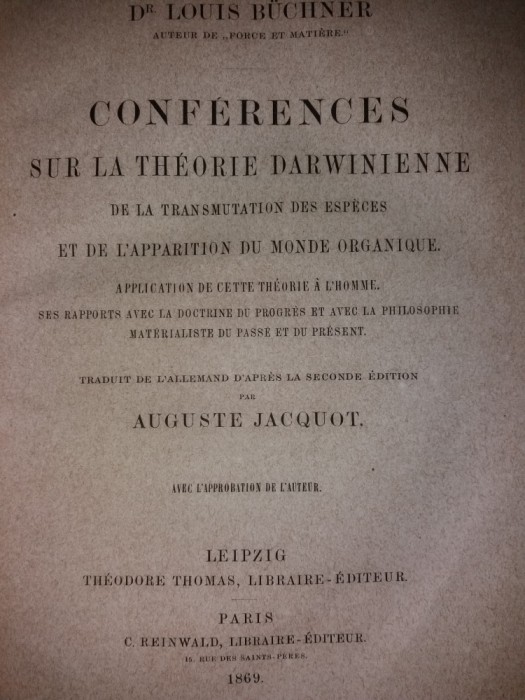 DR LOUIS BÜCHNER
AUTEUR DE „FORCE ET MATIÈRE."
CONFÉRENCES
SUR LA THÉORIE DARWINIENNE
DE LA TRANSMUTATION DES ESPÈCES
ET DE L'APPARITION DU MONDE ORGANIQUE.
APPLICATION DE CETTE THÉORIE À L'HOMME.
SES RAPPORTS AVEC LA DOCTRINE DU PROGRÈS ET AVEC LA PHILOSOPHIE
MATÉRIALISTE DU PASSÉ ET DU PRÉSENT.
TRADUIT DE L'ALLEMAND D'APRÈS LA SECONDE ÉDITION
PAR
AUGUSTE JACQUOT.
AVEC L'APPROBATION DE L'AUTEUR.
LEIPZIG
THÉODORE THOMAS, LIBRAIRE-ÉDITEUR.
PARIS
C. REINWALD, LIBRAIRE-ÉDITEUR.
15. RUE DES SAINTS-PÈRES.
1869.